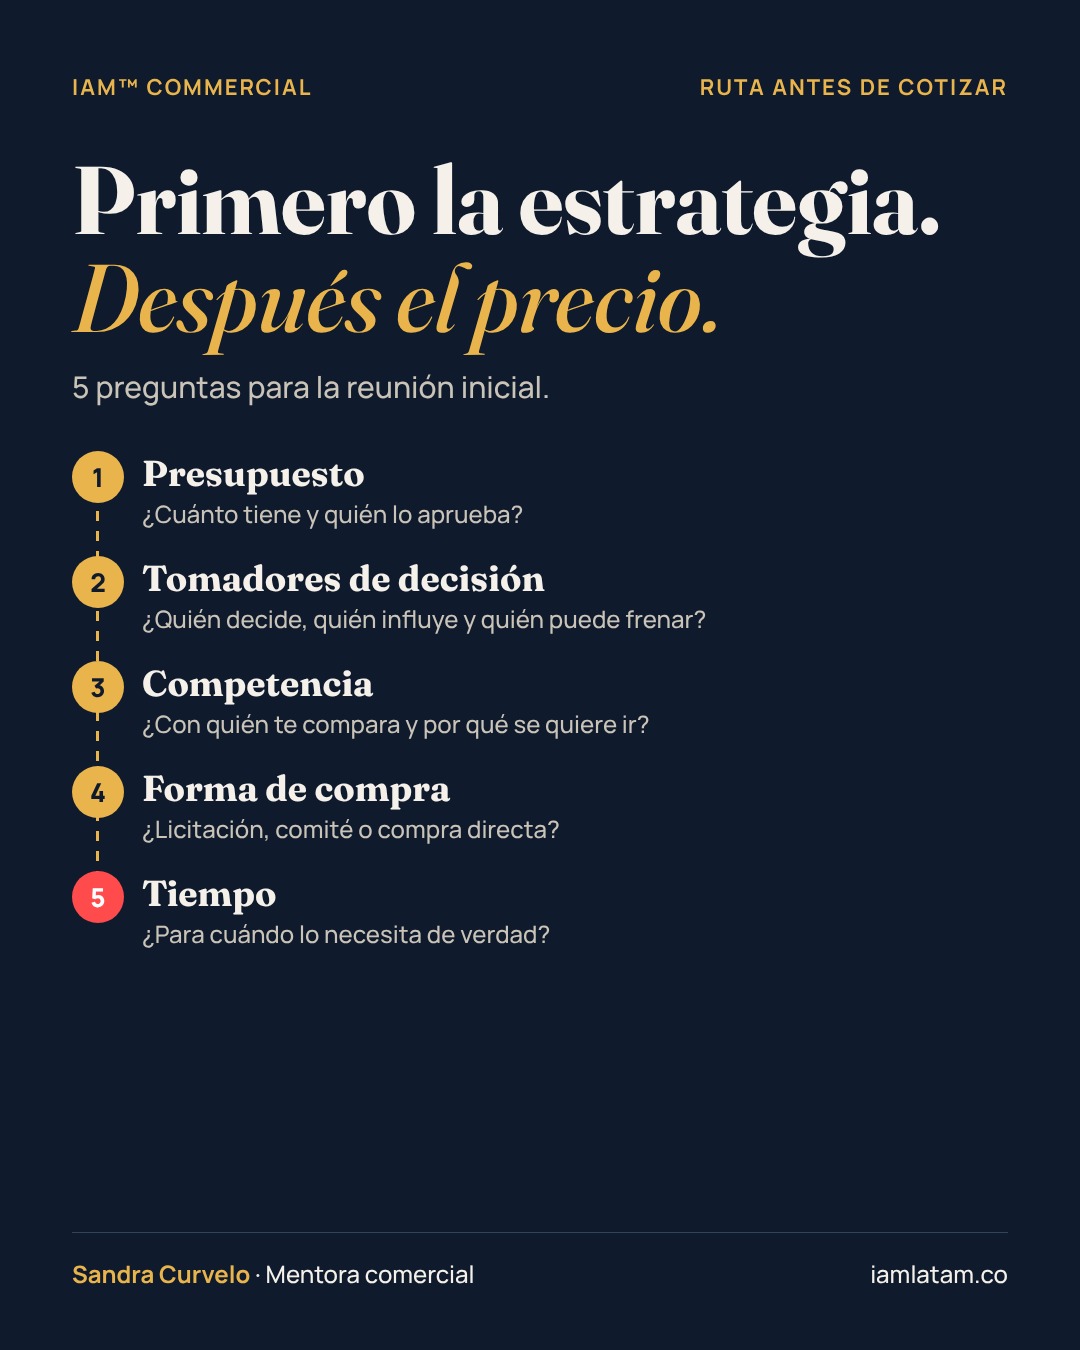 IAM™ COMMERCIAL
RUTA ANTES DE COTIZAR
Primero la estrategia.
Después el precio.
5 preguntas para la reunión inicial.
1 Presupuesto
¿Cuánto tiene y quién lo aprueba?
2 Tomadores de decisión
¿Quién decide, quién influye y quién puede frenar?
3 Competencia
¿Con quién te compara y por qué se quiere ir?
4 Forma de compra
¿Licitación, comité o compra directa?
5 Tiempo
¿Para cuándo lo necesita de verdad?
Sandra Curvelo · Mentora comercial
iamlatam.co